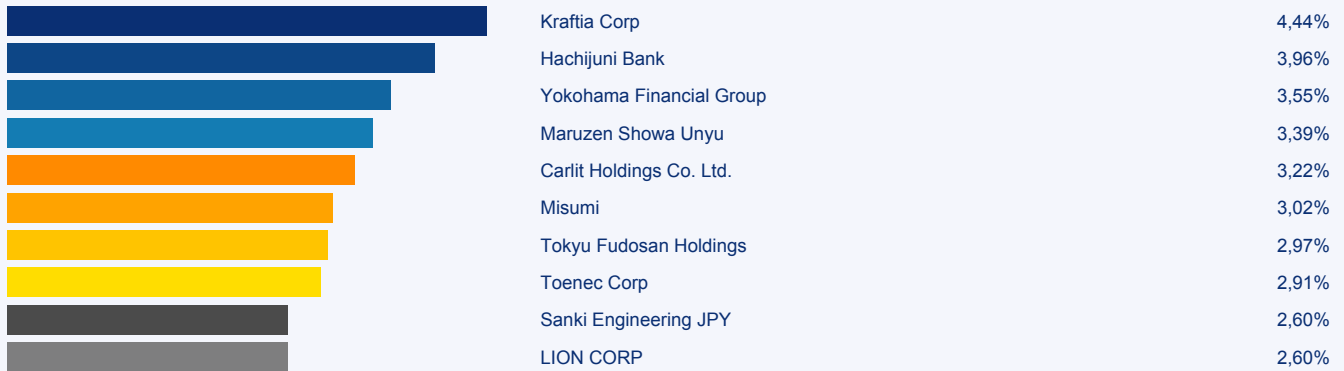 Kraftia Corp 4,44%
Hachijuni Bank 3,96%
Yokohama Financial Group 3,55%
Maruzen Showa Unyu 3,39%
Carlit Holdings Co. Ltd. 3,22%
Misumi 3,02%
Tokyu Fudosan Holdings 2,97%
Toenec Corp 2,91%
Sanki Engineering JPY 2,60%
LION CORP 2,60%